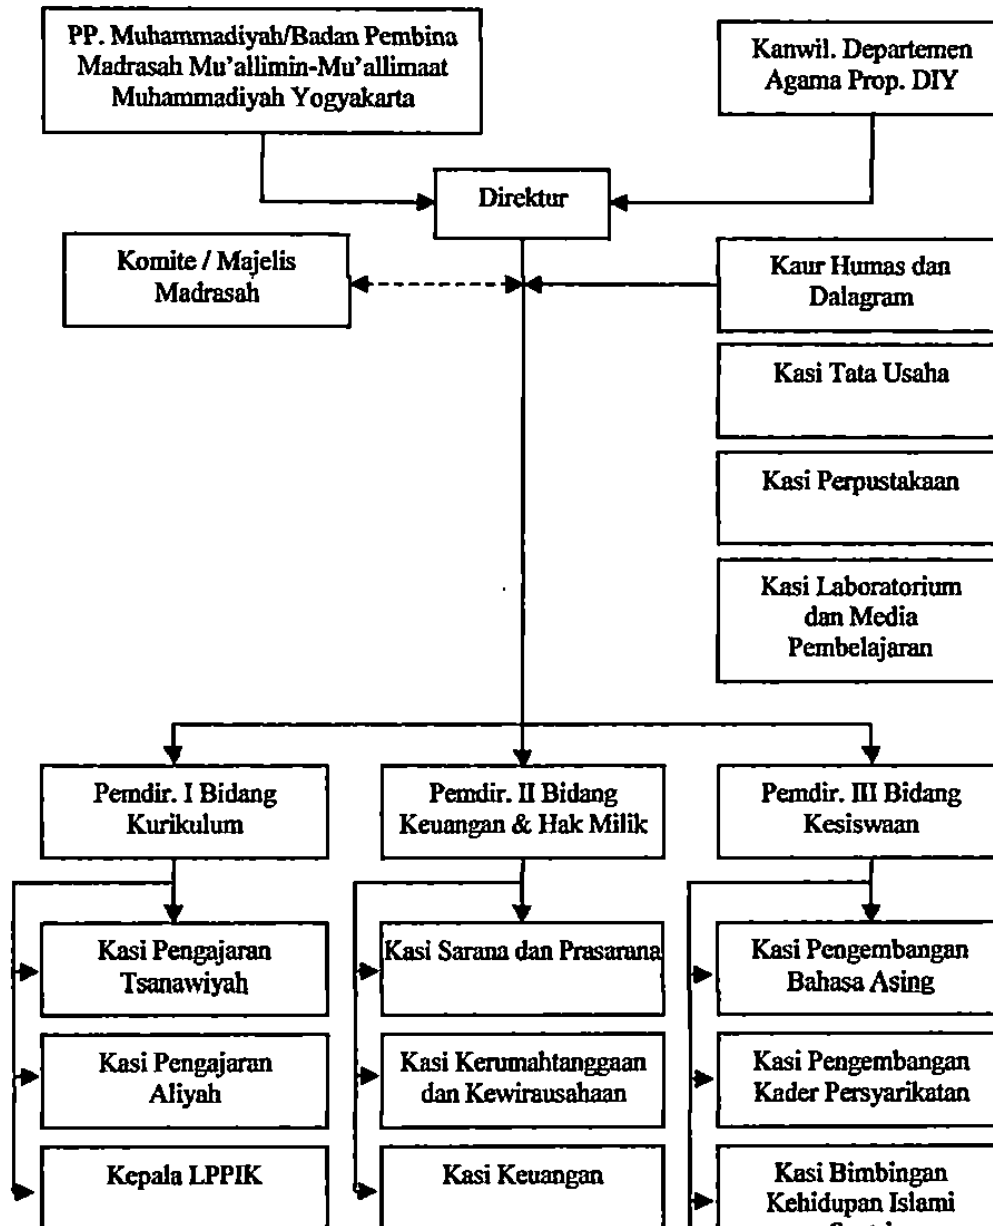 PP. Muhammadiyah/Badan Pembina
Madrasah Mu'allimin-Mu'allimaat
Muhammadiyah Yogyakarta
Kanwil. Departemen
Agama Prop. DIY
Direktur
Komite / Majelis
Madrasah
Kaur Humas dan
Dalagram
Kasi Tata Usaha
Kasi Perpustakaan
Kasi Laboratorium
dan Media
Pembelajaran
Pemdir. I Bidang
Kurikulum
Pemdir. II Bidang
Keuangan & Hak Milik
Pemdir. III Bidang
Kesiswaan
Kasi Pengajaran
Tsanawiyah
Kasi Sarana dan Prasarana
Kasi Pengembangan
Bahasa Asing
Kasi Pengajaran
Aliyah
Kasi Kerumahtanggaan
dan Kewirausahaan
Kasi Pengembangan
Kader Persyarikatan
Kepala LPPIK
Kasi Keuangan
Kasi Bimbingan
Kehidupan Islami